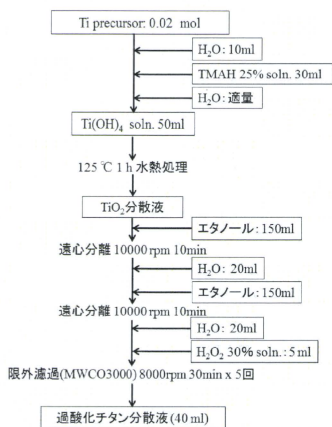 Ti precursor: 0.02 mol
H₂O: 10ml
TMAH 25% soln. 30ml
H₂O: 適量
Ti(OH)₄ soln. 50ml
125 ℃ 1 h 水熱処理
TiO₂分散液
エタノール: 150ml
遠心分離 10000 rpm 10min
H₂O: 20ml
エタノール: 150ml
遠心分離 10000 rpm 10min
H₂O: 20ml
H₂O₂ 30% soln.: 5 ml
限外濾過(MWCO3000) 8000rpm 30min x 5回
過酸化チタン分散液 (40 ml)